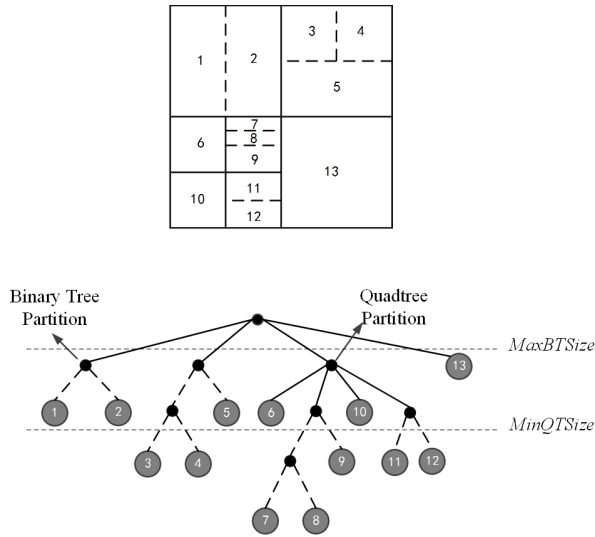 1 2 3 4
5
6 7
8
9
10 11
12
13
Binary Tree
Partition
Quadtree
Partition
MaxBTSize
13
1 2 5 6 10
MinQTSize
3 4 9 11 12
7 8